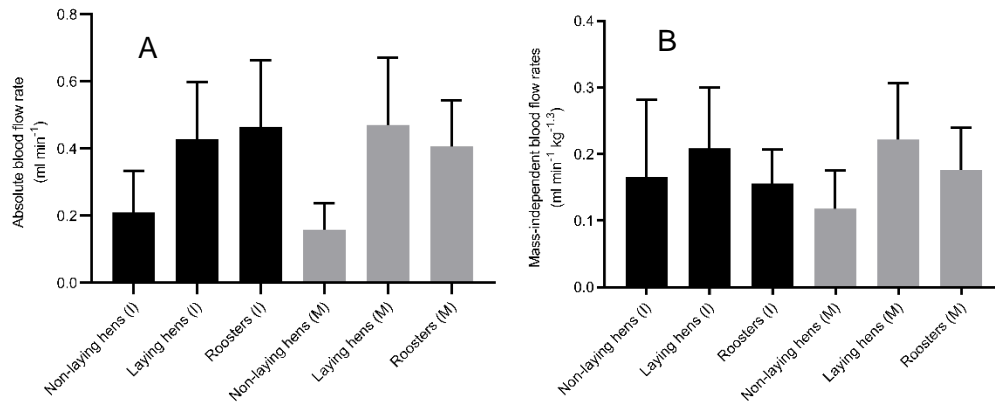 A
Absolute blood flow rate
(ml min⁻¹)
0.8
0.6
0.4
0.2
0.0
Non-laying hens (I)
Laying hens (I)
Roosters (I)
Non-laying hens (M)
Laying hens (M)
Roosters (M)
B
Mass-independent blood flow rates
(ml min⁻¹ kg⁻¹·³)
0.4
0.3
0.2
0.1
0.0
Non-laying hens (I)
Laying hens (I)
Roosters (I)
Non-laying hens (M)
Laying hens (M)
Roosters (M)